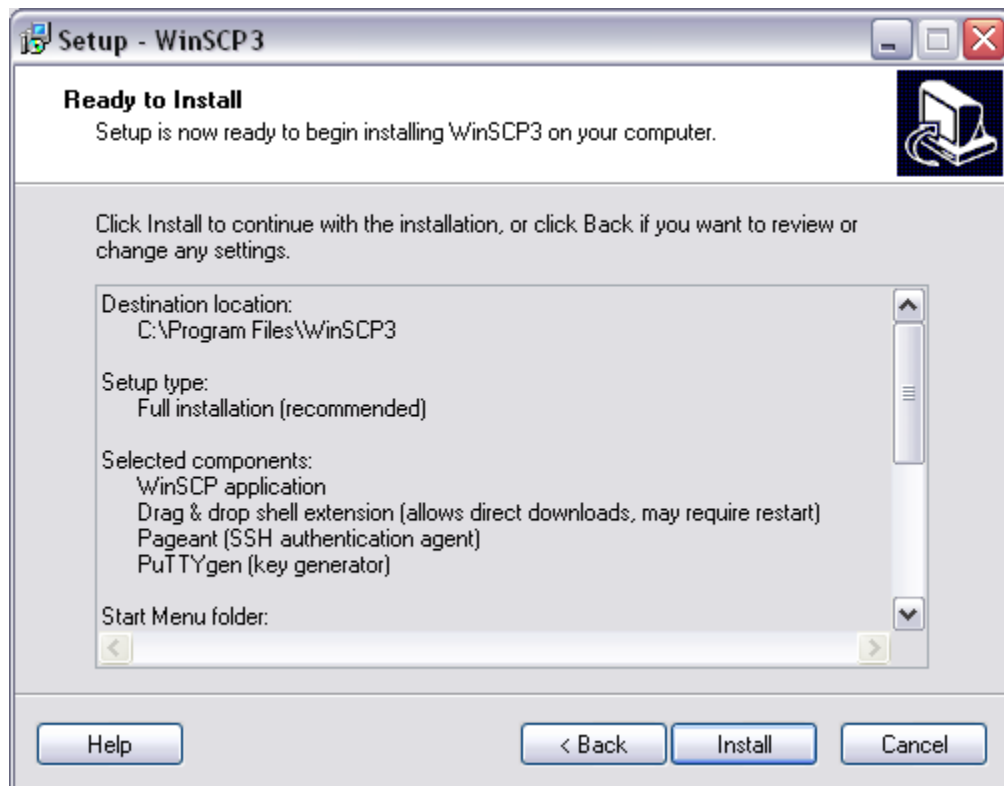 Setup - WinSCP3
Ready to Install
Setup is now ready to begin installing WinSCP3 on your computer.
Click Install to continue with the installation, or click Back if you want to review or
change any settings.
Destination location:
C:\Program Files\WinSCP3
Setup type:
Full installation (recommended)
Selected components:
WinSCP application
Drag & drop shell extension (allows direct downloads, may require restart)
Pageant (SSH authentication agent)
PuTTYgen (key generator)
Start Menu folder:
Help
< Back
Install
Cancel